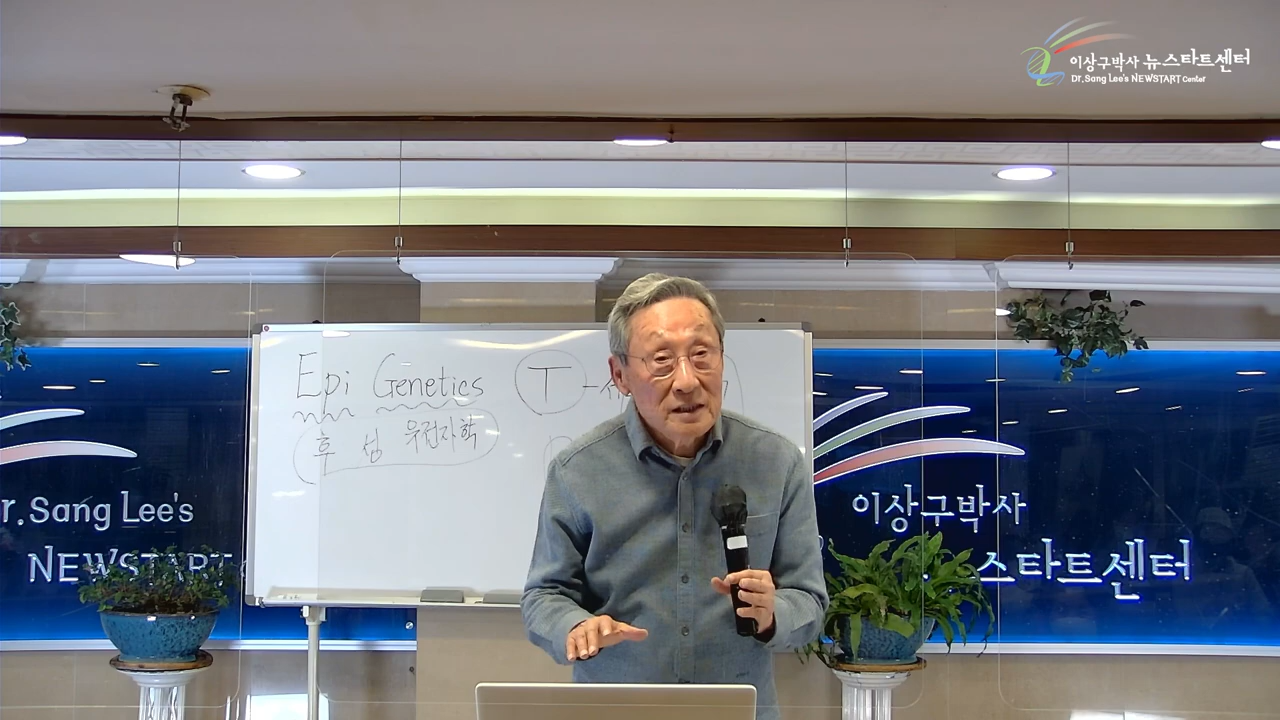 이상구박사 뉴스타트센터
Dr. Sang Lee's NEWSTART Center
Epi Genetics
T
후 성 유전자학
r. Sang Lee's
NEWSTART
이상구박사
스타트센터